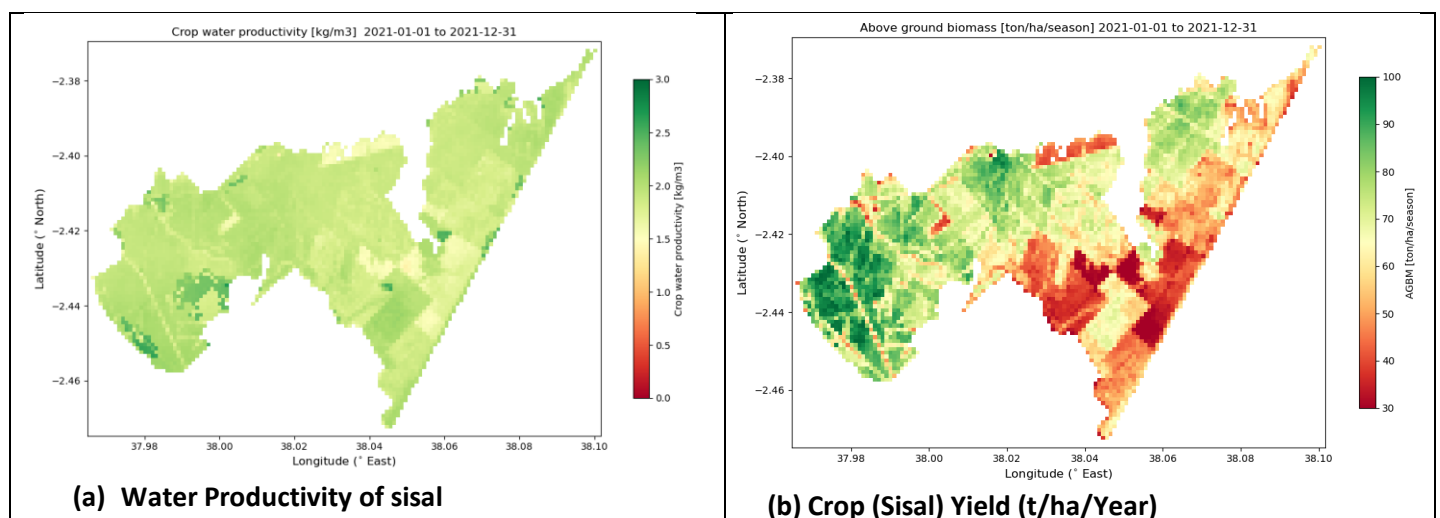 Crop water productivity [kg/m3]  2021-01-01 to 2021-12-31
−2.38
−2.40
−2.42
−2.44
−2.46
Latitude (˚ North)
37.98 38.00 38.02 38.04 38.06 38.08 38.10
Longitude (˚ East)
3.0
2.5
2.0
1.5
1.0
0.5
0.0
Crop water productivity [kg/m3]
(a) Water Productivity of sisal
Above ground biomass [ton/ha/season] 2021-01-01 to 2021-12-31
−2.38
−2.40
−2.42
−2.44
−2.46
Latitude (˚ North)
37.98 38.00 38.02 38.04 38.06 38.08 38.10
Longitude (˚ East)
100
90
80
70
60
50
40
30
AGBM [ton/ha/season]
(b) Crop (Sisal) Yield (t/ha/Year)